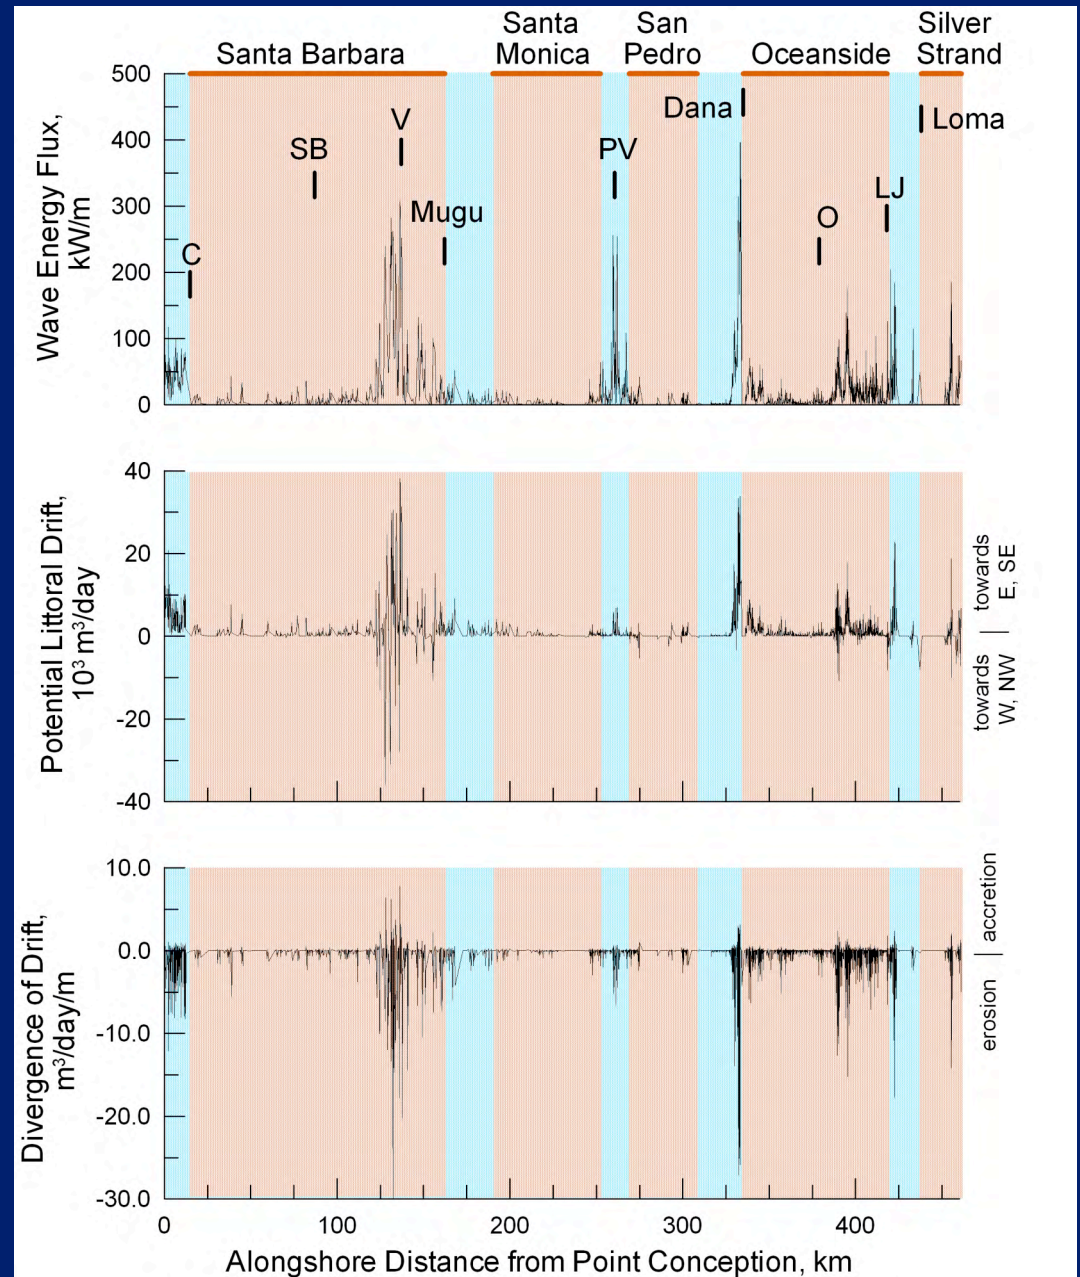 Santa Barbara
Santa
Monica
San
Pedro
Oceanside
Silver
Strand
500
400
300
200
100
0
Wave Energy Flux,
kW/m
C
SB
V
Mugu
PV
Dana
O
LJ
Loma
40
20
0
-20
-40
Potential Littoral Drift,
10³ m³/day
towards
E, SE
towards
W, NW
10.0
0.0
-10.0
-20.0
-30.0
Divergence of Drift,
m³/day/m
accretion
erosion
0
100
200
300
400
Alongshore Distance from Point Conception, km